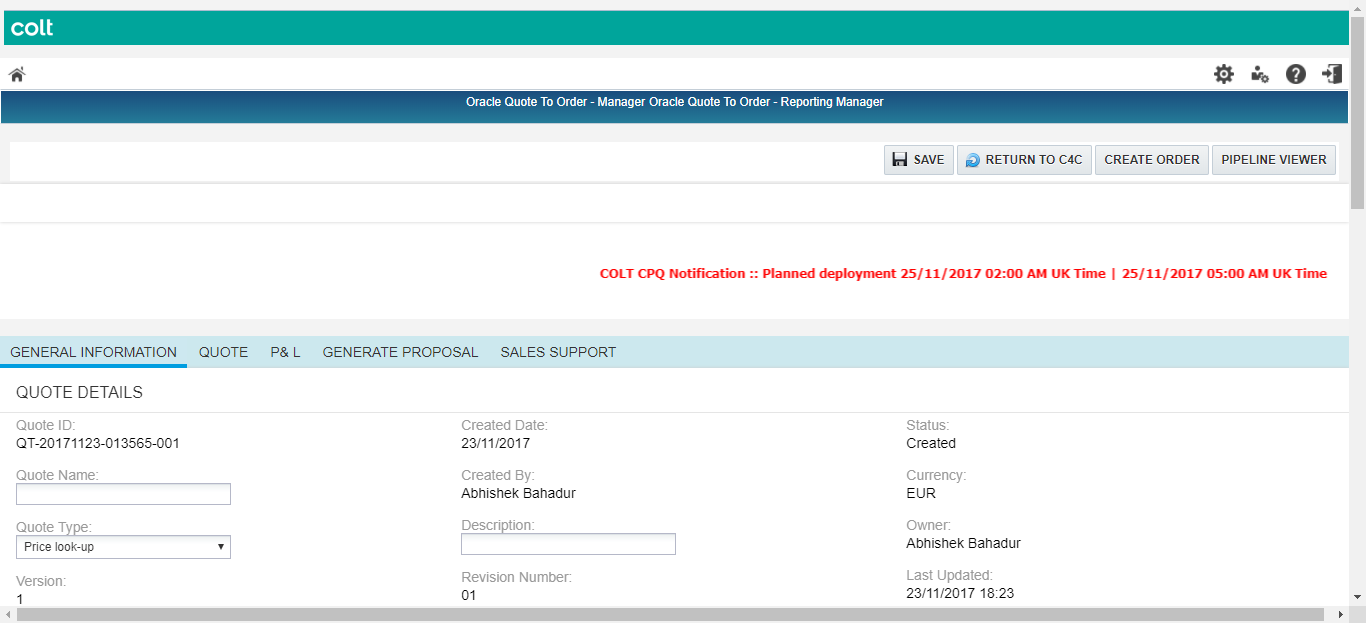 colt
Oracle Quote To Order - Manager Oracle Quote To Order - Reporting Manager
SAVE RETURN TO C4C CREATE ORDER PIPELINE VIEWER
COLT CPQ Notification :: Planned deployment 25/11/2017 02:00 AM UK Time | 25/11/2017 05:00 AM UK Time
GENERAL INFORMATION QUOTE P& L GENERATE PROPOSAL SALES SUPPORT
QUOTE DETAILS
Quote ID: Created Date: Status:
QT-20171123-013565-001 23/11/2017 Created
Quote Name: Created By: Currency:
Abhishek Bahadur EUR
Quote Type: Description: Owner:
Price look-up Abhishek Bahadur
Version: Revision Number: Last Updated:
1 01 23/11/2017 18:23